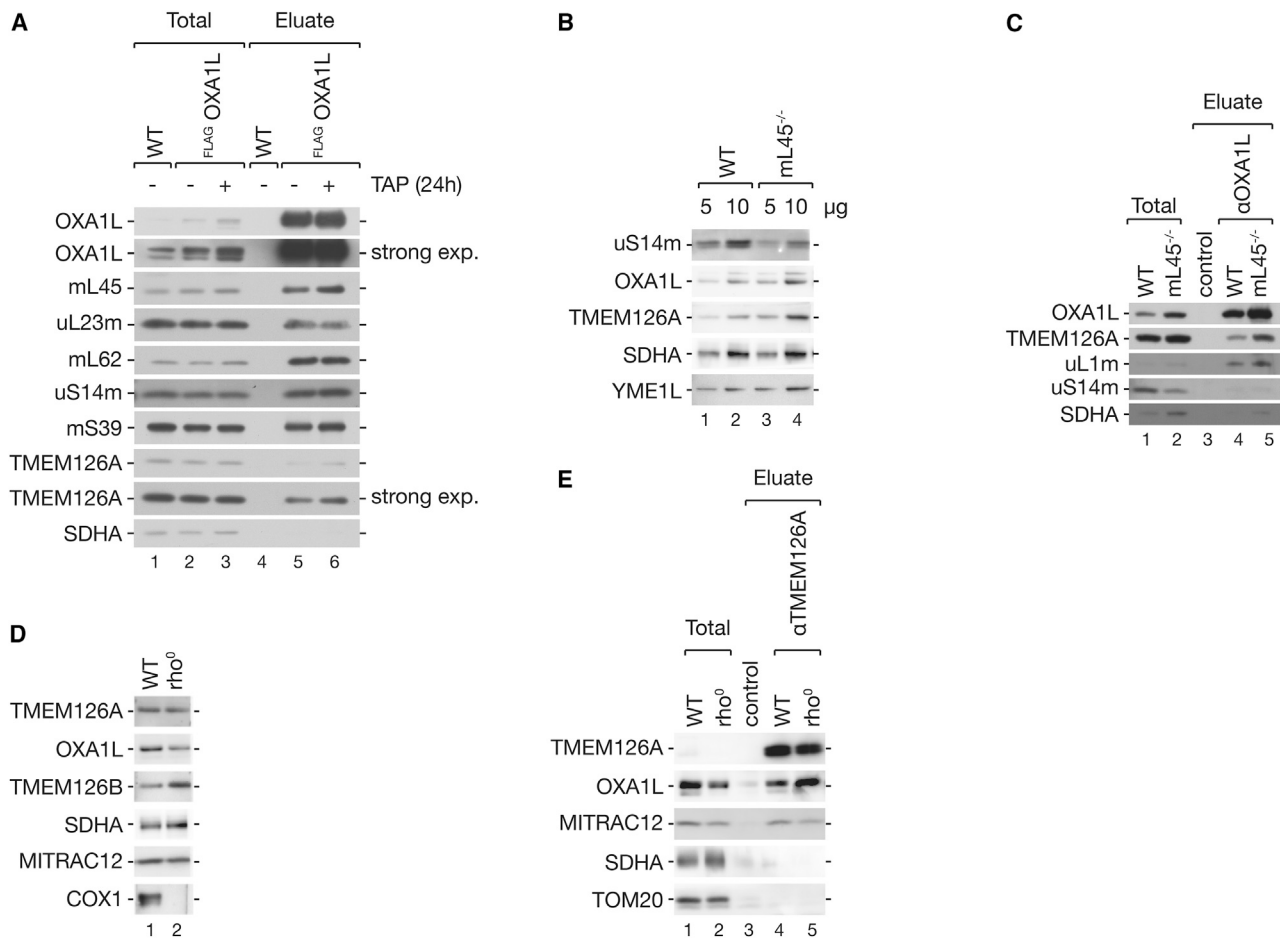 A
Total Eluate
WT FLAG OXA1L WT FLAG OXA1L
- - + - - + TAP (24h)
OXA1L
OXA1L strong exp.
mL45
uL23m
mL62
uS14m
mS39
TMEM126A
TMEM126A strong exp.
SDHA
1 2 3 4 5 6
B
WT mL45-/-
5 10 5 10 µg
uS14m
OXA1L
TMEM126A
SDHA
YME1L
1 2 3 4
C
Eluate
Total αOXA1L
WT mL45-/- control WT mL45-/-
OXA1L
TMEM126A
uL1m
uS14m
SDHA
1 2 3 4 5
D
WT rho0
TMEM126A
OXA1L
TMEM126B
SDHA
MITRAC12
COX1
1 2
E
Eluate
Total αTMEM126A
WT rho0 control WT rho0
TMEM126A
OXA1L
MITRAC12
SDHA
TOM20
1 2 3 4 5